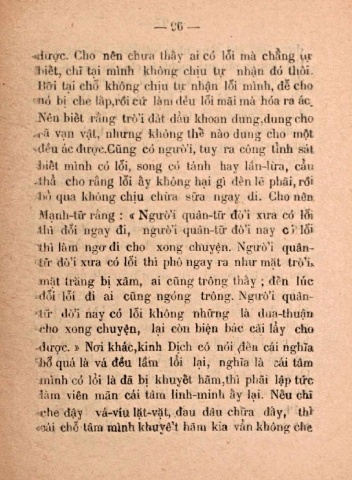 — 96 —
được. Cho nên chưa thấy ai có lỗi mà chẳng tự
biết, chỉ tại mình không chịu tự nhận đó thôi.
Bởi tại chỗ không chịu tự nhận lỗi mình, để cho
nó bị che lập, rồi cứ làm đều lỗi mãi mà hóa ra ác.
Nên biết rằng trời đất dầu khoan dung, dung cho
cả vạn vật, nhưng không thể nào dung cho một
đều ác được. Cũng có người, tuy ra công tỉnh sát
biết mình có lỗi, song có tánh hay lần-lừa, cẩu
thả cho rằng lỗi ấy không hại gì đến lẽ phải, rồi
bỏ qua không chịu chữa sửa ngay đi. Cho nên
Mạnh-tử rằng : « Người quân-tử đời xưa có lỗi
thì đổi ngay đi, người quân-tử đời nay có lỗi
thì làm ngơ đi cho xong chuyện. Người quân-
tử đời xưa có lỗi thì phô ngay ra như mặt trời,
mặt trăng bị xâm, ai cũng trông thấy ; đến lúc
đổi lỗi đi ai cũng ngóng trông. Người quân-
tử đời nay có lỗi không những là dua-thuận
cho xong chuyện, lại còn biện bác cãi lẫy cho
được. » Nơi khác, kinh Dịch có nói đến cái nghĩa
hổ quá là vá đều lầm lỗi lại, nghĩa là cái tâm
mình có lỗi là đã bị khuyết hãm, thì phải lập tức
làm viên mãn cái tâm linh-minh ấy lại. Nếu chỉ
che đậy vá-víu lặt-vặt, đau đâu chữa đấy, thì
cái chỗ tâm mình khuyết hãm kia vẫn không che